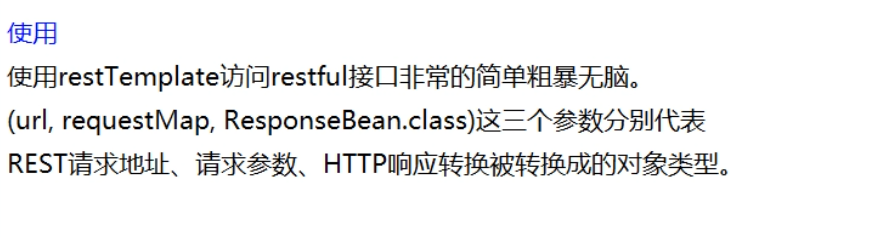 使用
使用restTemplate访问restful接口非常的简单粗暴无脑。
(url, requestMap, ResponseBean.class)这三个参数分别代表
REST请求地址、请求参数、HTTP响应转换被转换成的对象类型。